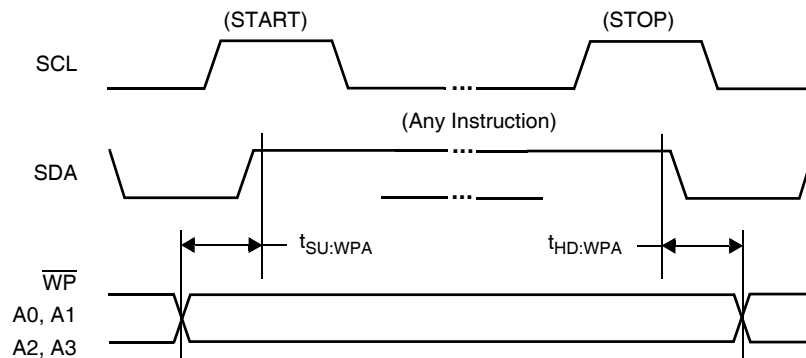 (START)
(STOP)
SCL
...
(Any Instruction)
SDA
...
...
tSU:WPA
tHD:WPA
WP
A0, A1
A2, A3